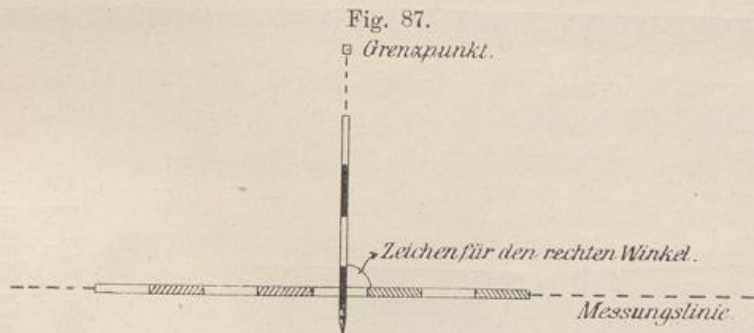 Fig. 87.
Grenzpunkt.
Zeichen für den rechten Winkel.
Messungslinie.